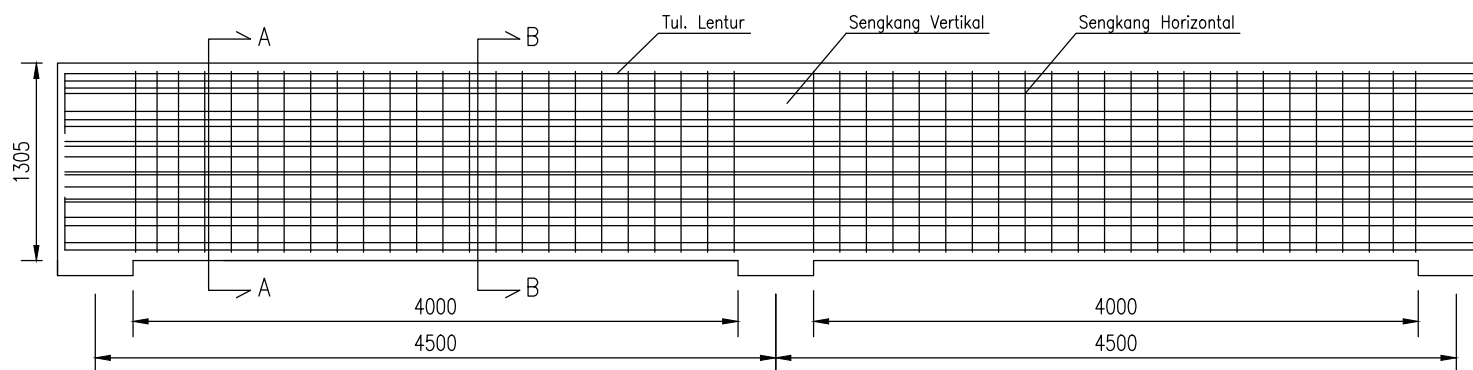 Tul. Lentur
Sengkang Vertikal
Sengkang Horizontal
A
B
1305
A
B
4000
4000
4500
4500